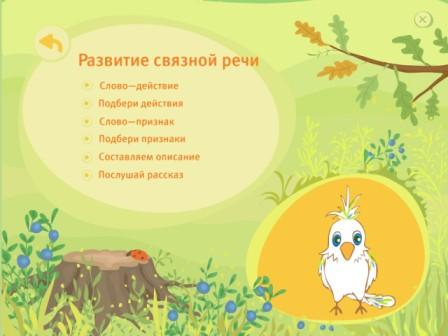 Развитие связной речи
Слово—действие
Подбери действия
Слово—признак
Подбери признаки
Составляем описание
Послушай рассказ